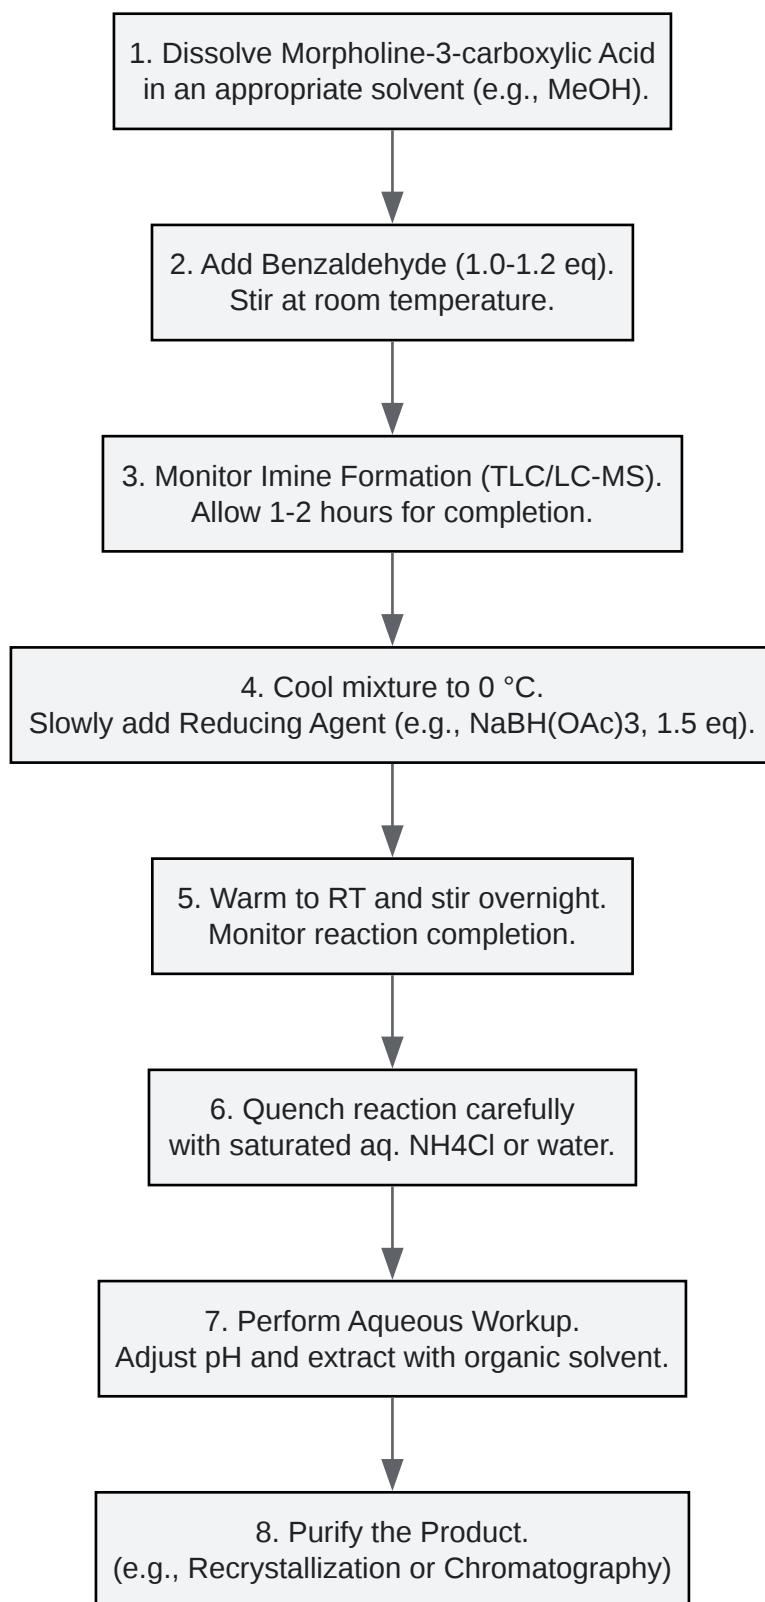 1. Dissolve Morpholine-3-carboxylic Acid
in an appropriate solvent (e.g., MeOH).
2. Add Benzaldehyde (1.0-1.2 eq).
Stir at room temperature.
3. Monitor Imine Formation (TLC/LC-MS).
Allow 1-2 hours for completion.
4. Cool mixture to 0 °C.
Slowly add Reducing Agent (e.g., NaBH(OAc)3, 1.5 eq).
5. Warm to RT and stir overnight.
Monitor reaction completion.
6. Quench reaction carefully
with saturated aq. NH4Cl or water.
7. Perform Aqueous Workup.
Adjust pH and extract with organic solvent.
8. Purify the Product.
(e.g., Recrystallization or Chromatography)